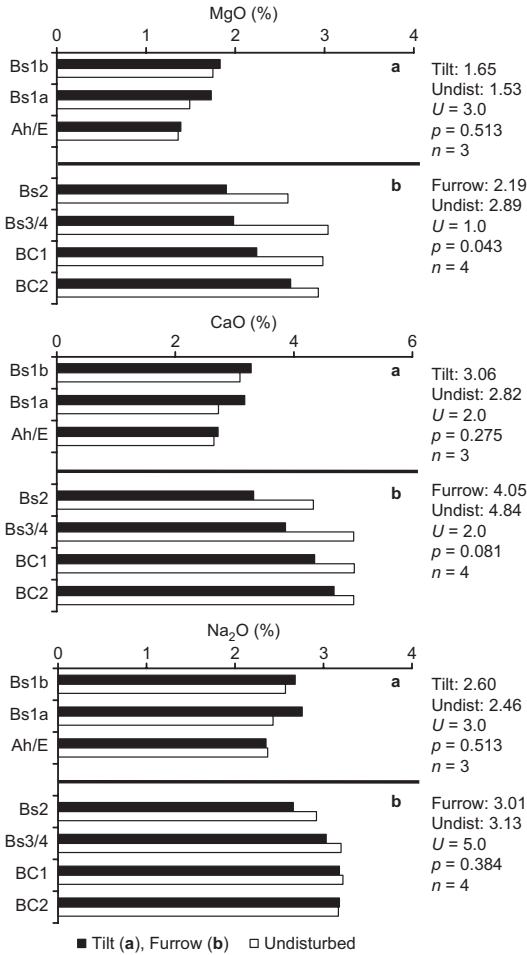 MgO (%)
0 1 2 3 4
Bs1b
Bs1a
Ah/E
a
Tilt: 1.65
Undist: 1.53
U = 3.0
p = 0.513
n = 3
Bs2
Bs3/4
BC1
BC2
b
Furrow: 2.19
Undist: 2.89
U = 1.0
p = 0.043
n = 4
CaO (%)
0 2 4 6
Bs1b
Bs1a
Ah/E
a
Tilt: 3.06
Undist: 2.82
U = 2.0
p = 0.275
n = 3
Bs2
Bs3/4
BC1
BC2
b
Furrow: 4.05
Undist: 4.84
U = 2.0
p = 0.081
n = 4
Na₂O (%)
0 1 2 3 4
Bs1b
Bs1a
Ah/E
a
Tilt: 2.60
Undist: 2.46
U = 3.0
p = 0.513
n = 3
Bs2
Bs3/4
BC1
BC2
b
Furrow: 3.01
Undist: 3.13
U = 5.0
p = 0.384
n = 4
Tilt (a), Furrow (b) Undisturbed